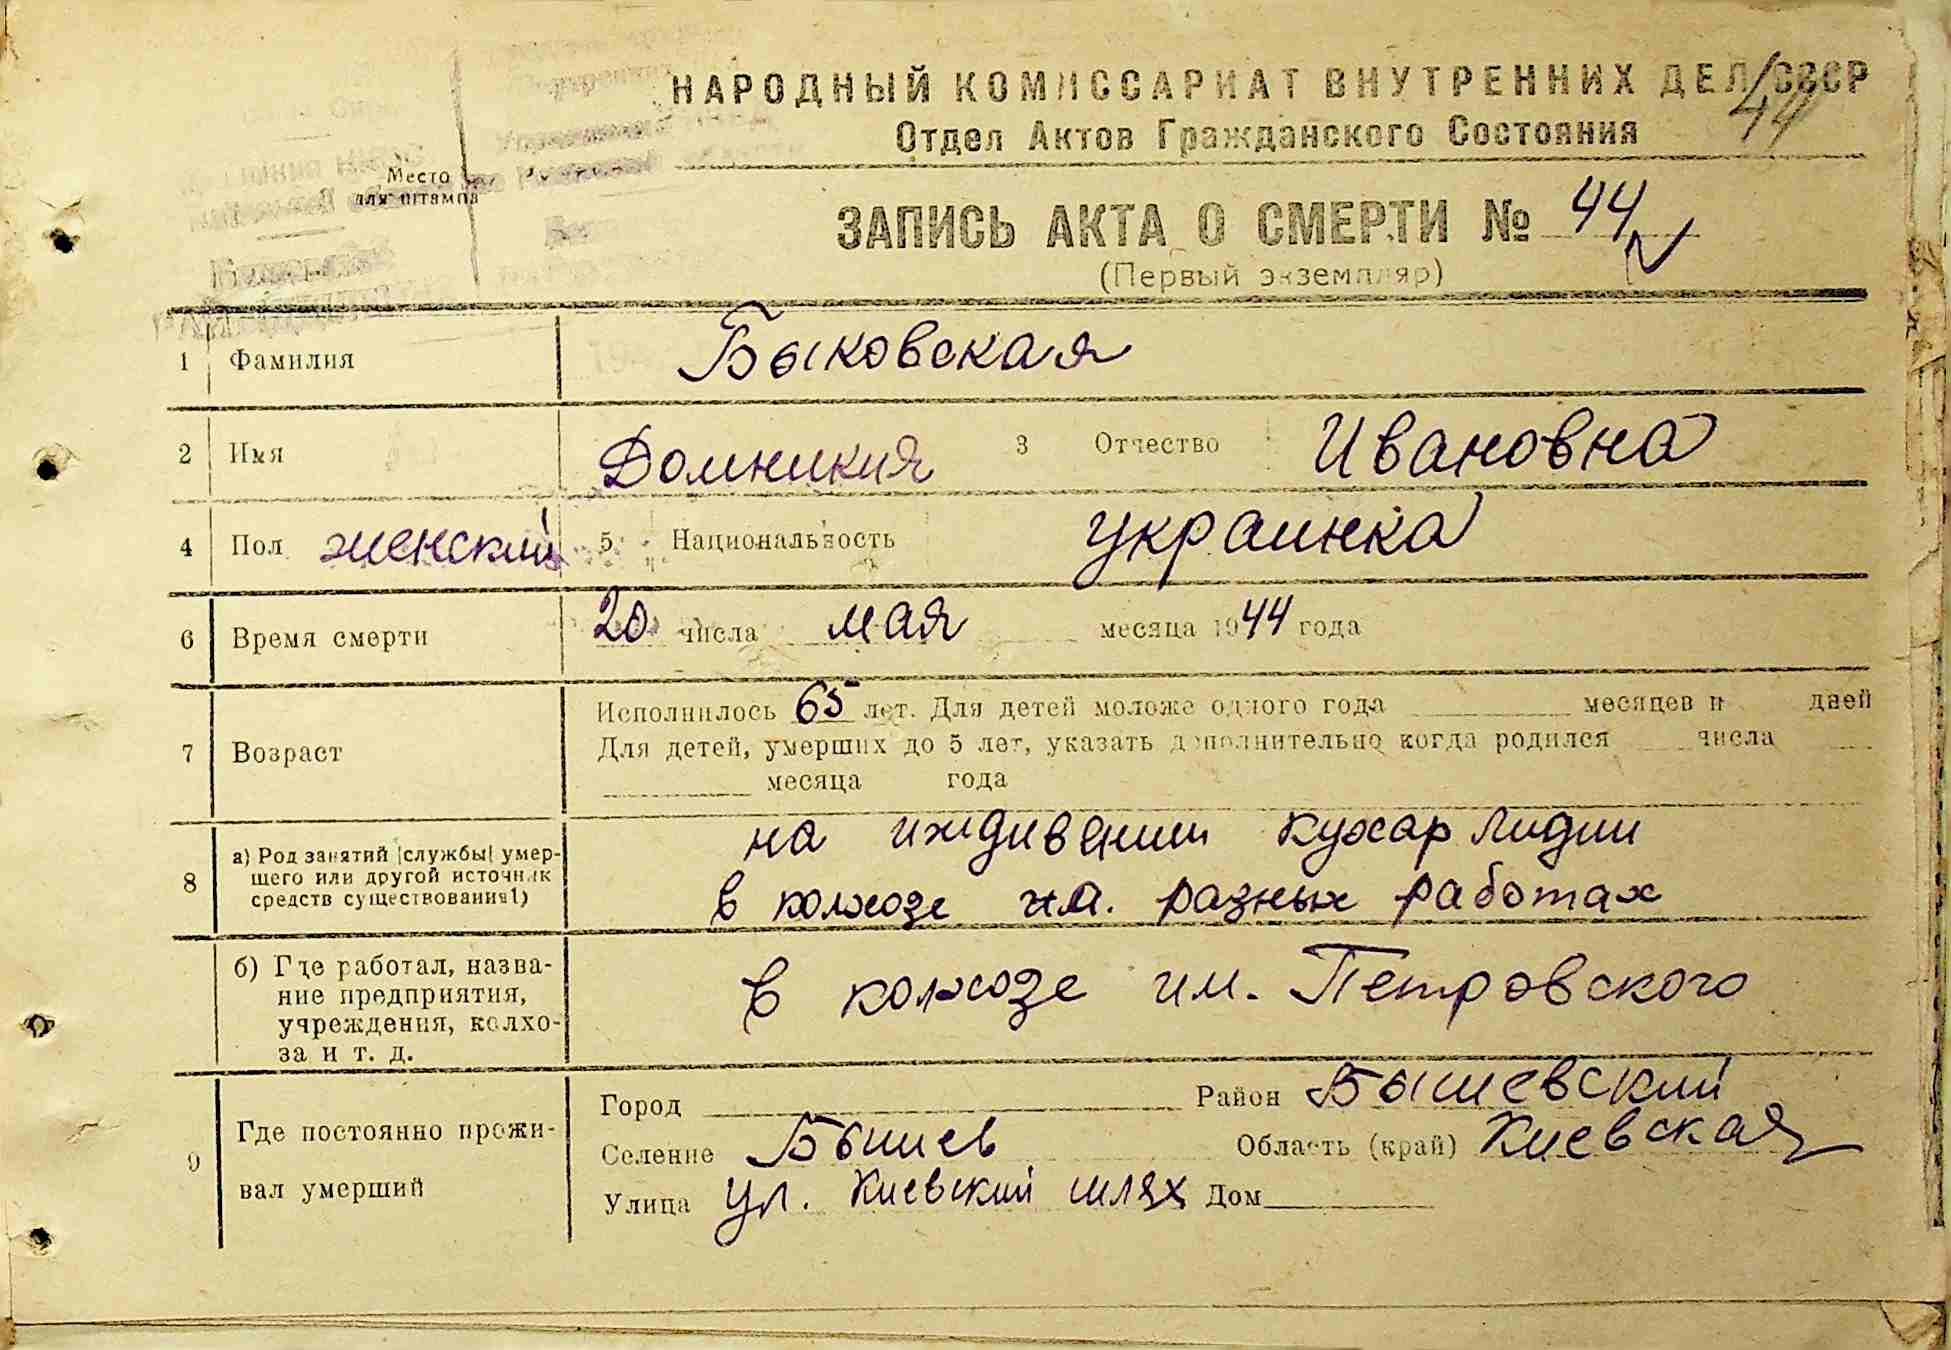 НАРОДНЫЙ КОМИССАРИАТ ВНУТРЕННИХ ДЕЛ СССР
44
Отдел Актов Гражданского Состояния
Место
для штампа
ЗАПИСЬ АКТА О СМЕРТИ № 44
(Первый экземпляр)
1 Фамилия Быковская
2 Имя Домникия 3 Отчество Ивановна
4 Пол женский 5 Национальность украинка
6 Время смерти 20 числа мая месяца 1944 года
7 Возраст
Исполнилось 65 лет. Для детей моложе одного года месяцев и дней
Для детей, умерших до 5 лет, указать дополнительно когда родился числа
месяца года
8 а) Род занятий (службы) умер-
шего или другой источник
средств существования1)
на иждивении Кухар Лидии
в колхозе на разных работах
б) Где работал, назва-
ние предприятия,
учреждения, колхо-
за и т. д.
в колхозе им. Петровского
9 Где постоянно прожи-
вал умерший
Город Район Бышевский
Селение Бышев Область (край) Киевская
Улица ул. Киевский шлях Дом